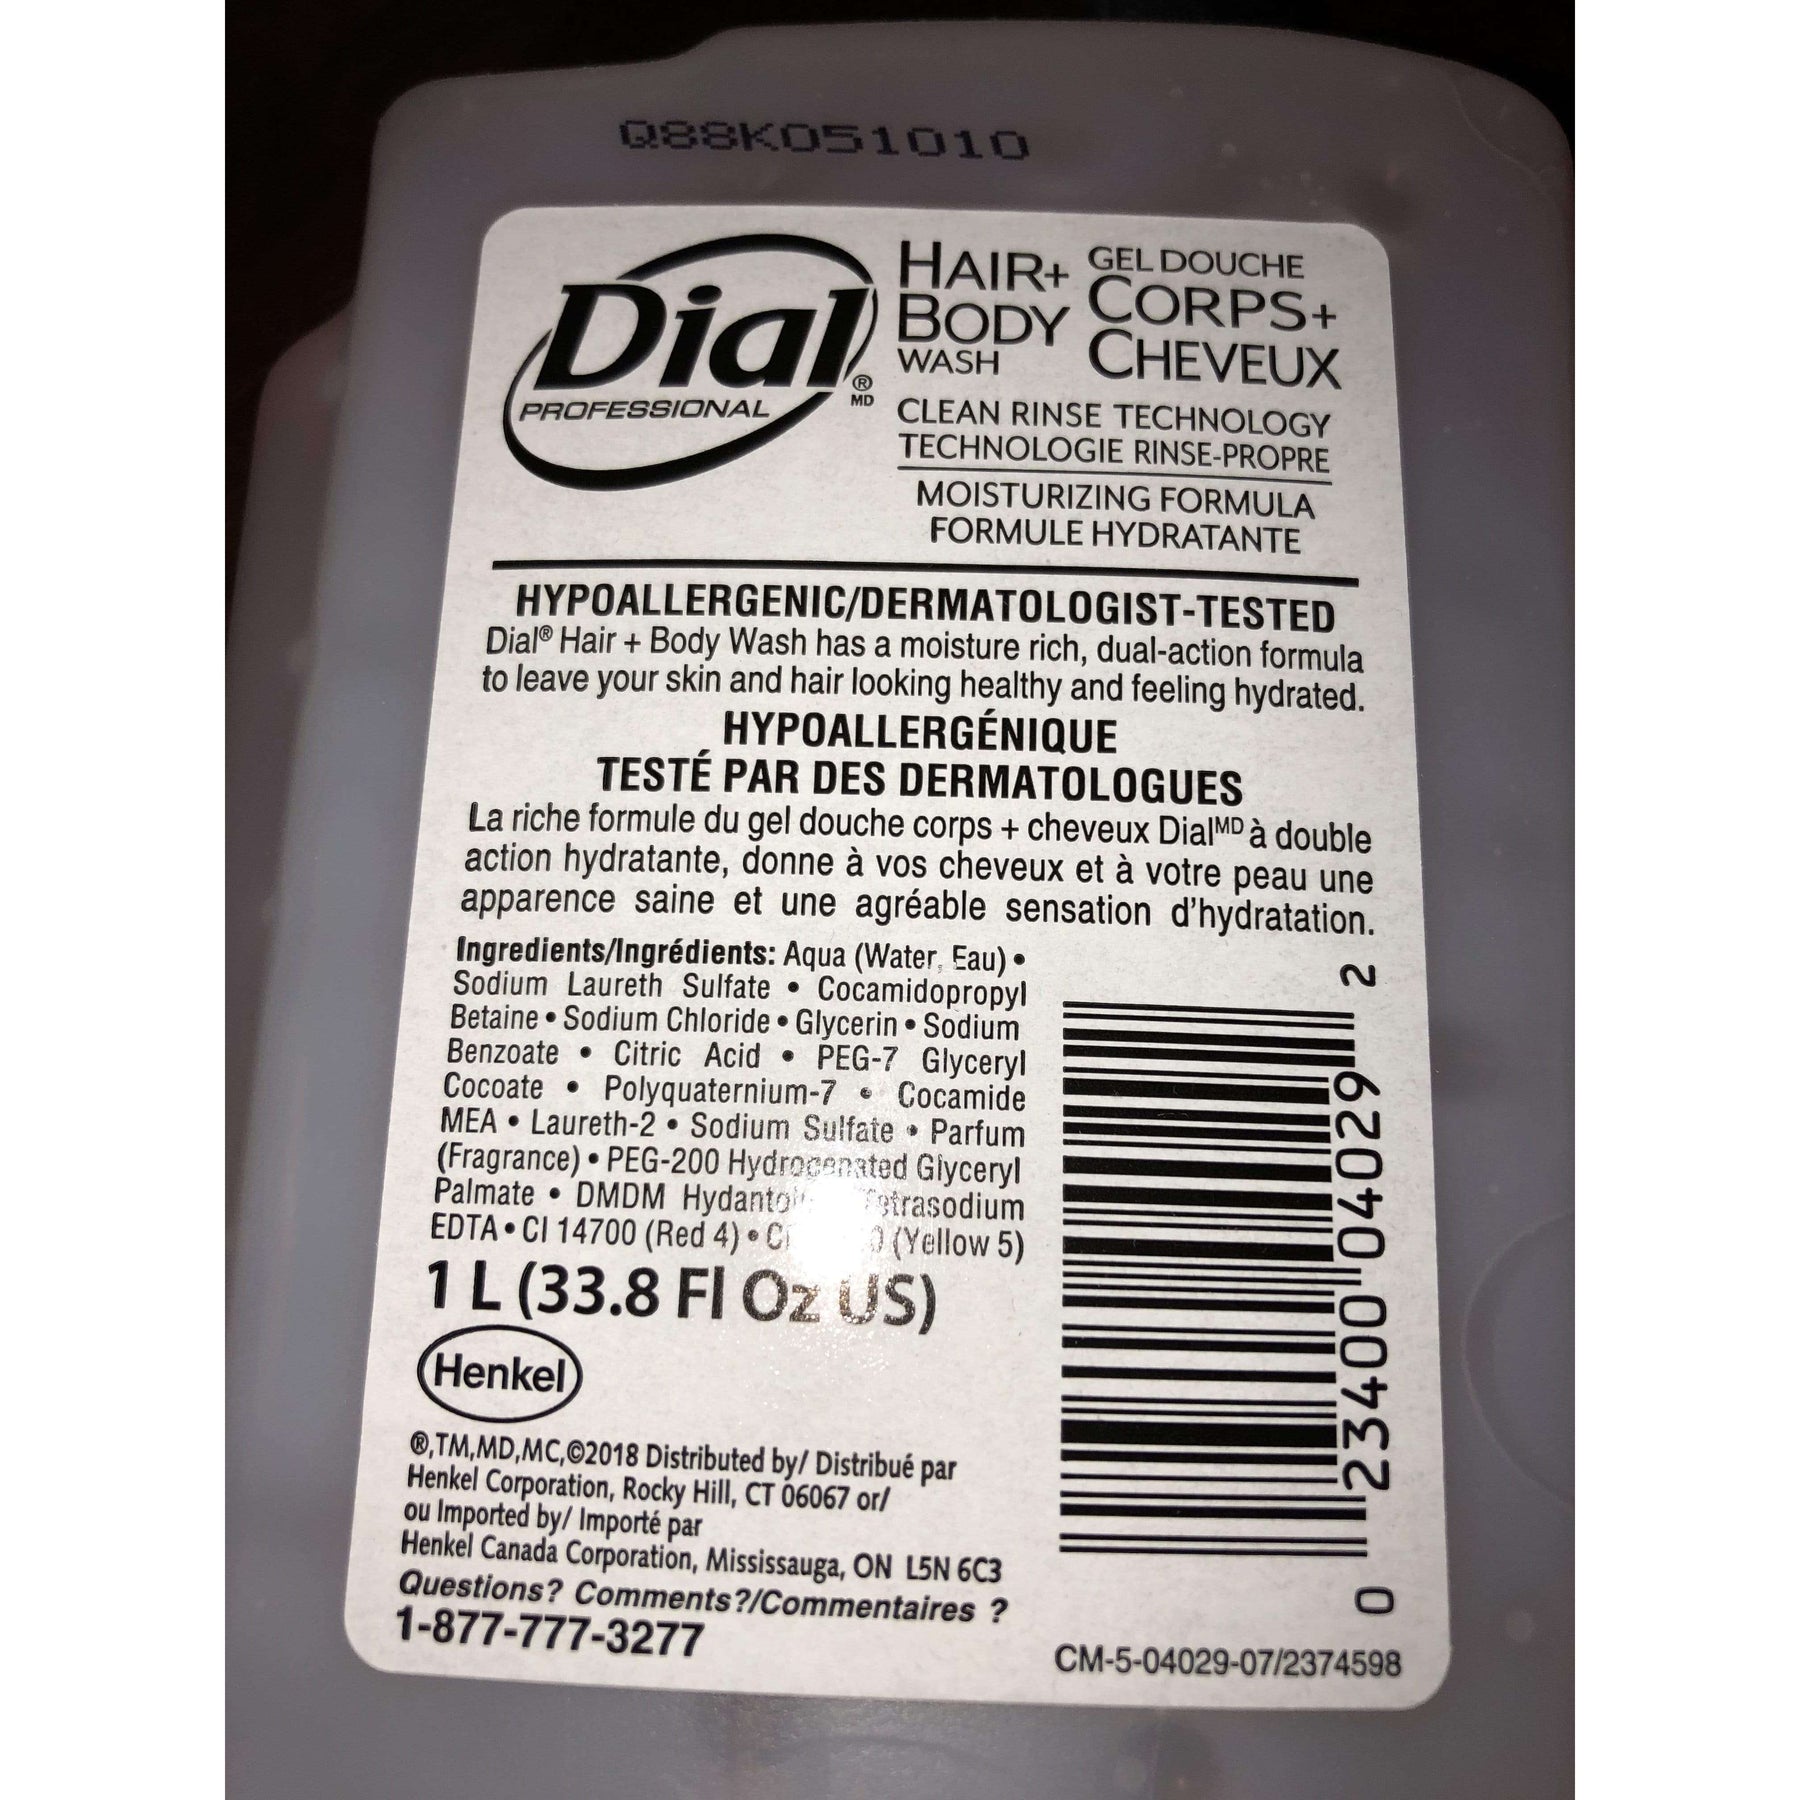 Q88K051010
Dial
® MD
PROFESSIONAL
HAIR+
BODY
WASH
GEL DOUCHE
CORPS+
CHEVEUX
CLEAN RINSE TECHNOLOGY
TECHNOLOGIE RINSE-PROPRE
MOISTURIZING FORMULA
FORMULE HYDRATANTE
HYPOALLERGENIC/DERMATOLOGIST-TESTED
Dial® Hair + Body Wash has a moisture rich, dual-action formula
to leave your skin and hair looking healthy and feeling hydrated.
HYPOALLERGÉNIQUE
TESTÉ PAR DES DERMATOLOGUES
La riche formule du gel douche corps + cheveux Dialᴹᴰ à double
action hydratante, donne à vos cheveux et à votre peau une
apparence saine et une agréable sensation d'hydratation.
Ingredients/Ingrédients: Aqua (Water, Eau) •
Sodium Laureth Sulfate • Cocamidopropyl
Betaine • Sodium Chloride • Glycerin • Sodium
Benzoate • Citric Acid • PEG-7 Glyceryl
Cocoate • Polyquaternium-7 • Cocamide
MEA • Laureth-2 • Sodium Sulfate • Parfum
(Fragrance) • PEG-200 Hydrogenated Glyceryl
Palmate • DMDM
EDTA • CI 14700 (Red 4) • (Yellow 5)
1 L (33.8 Fl Oz US)
Henkel
®,TM,MD,MC,©2018 Distributed by/ Distribué par
Henkel Corporation, Rocky Hill, CT 06067 or/
ou Imported by/ Importé par
Henkel Canada Corporation, Mississauga, ON L5N 6C3
Questions? Comments?/Commentaires ?
1-877-777-3277
0 23400 04029 2
CM-5-04029-07/2374598